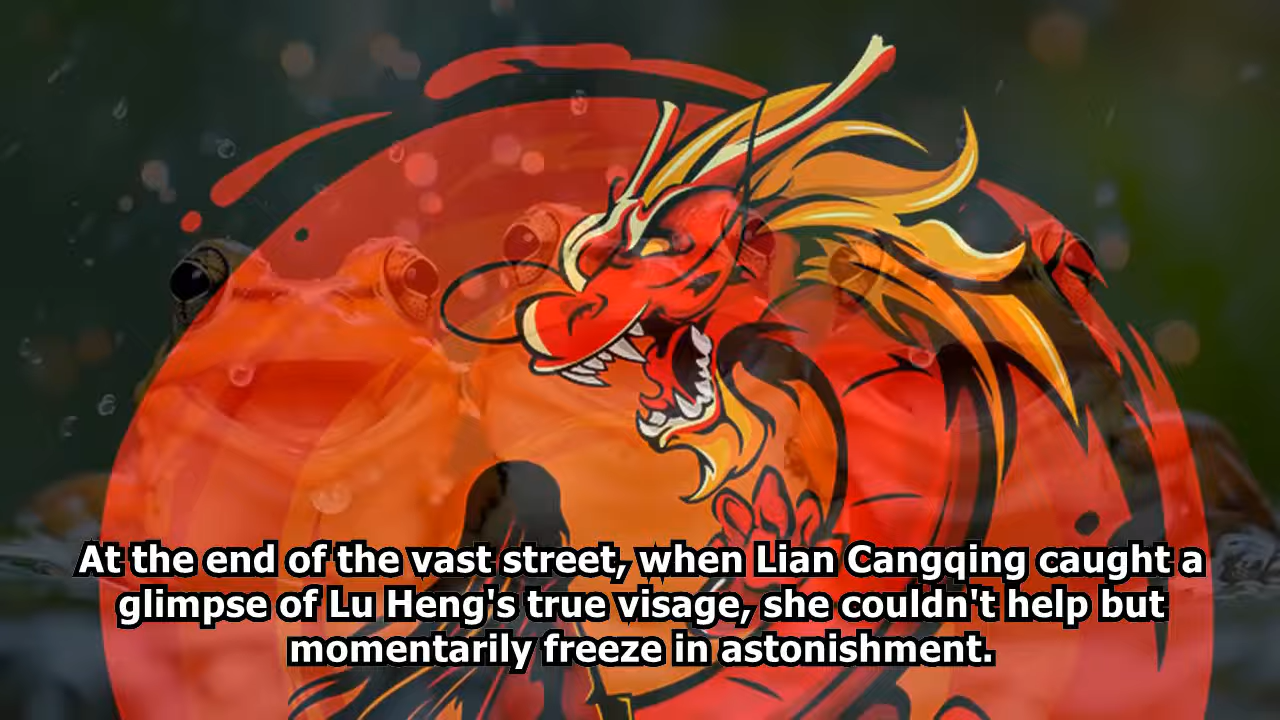 At the end of the vast street, when Lian Cangqing caught a
glimpse of Lu Heng's true visage, she couldn't help but
momentarily freeze in astonishment.